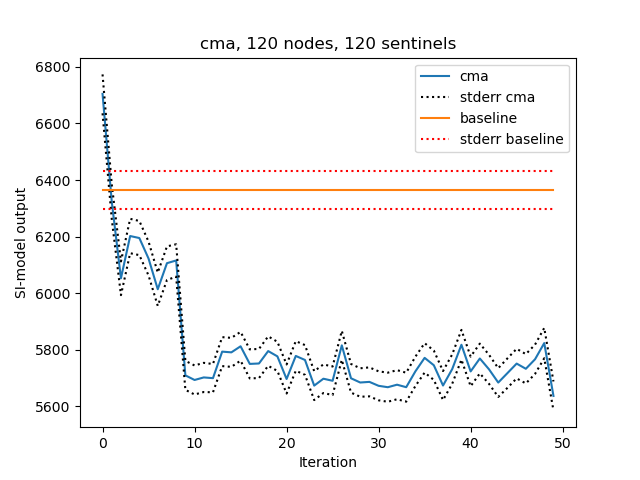 cma, 120 nodes, 120 sentinels
cma
stderr cma
baseline
stderr baseline
SI-model output
6800
6600
6400
6200
6000
5800
5600
0 10 20 30 40 50
Iteration